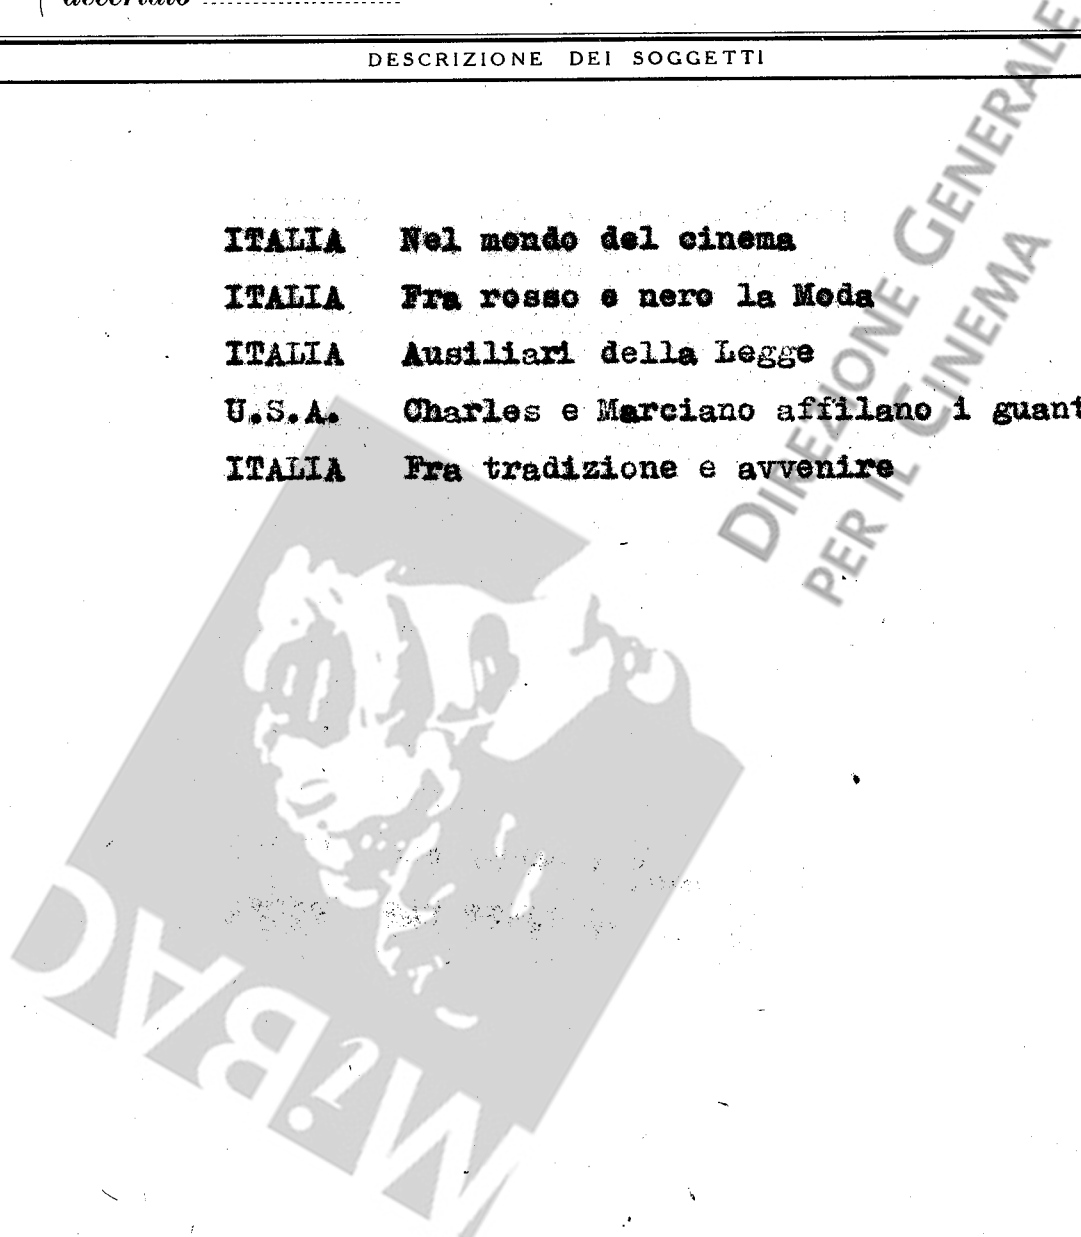 accertato
DESCRIZIONE DEI SOGGETTI
ITALIA Nel mondo del cinema
ITALIA Fra rosso e nero la Moda
ITALIA Ausiliari della Legge
U.S.A. Charles e Marciano affilano i guant
ITALIA Fra tradizione e avvenire
DIREZIONE GENERALE
PER IL CINEMA
MiBAC